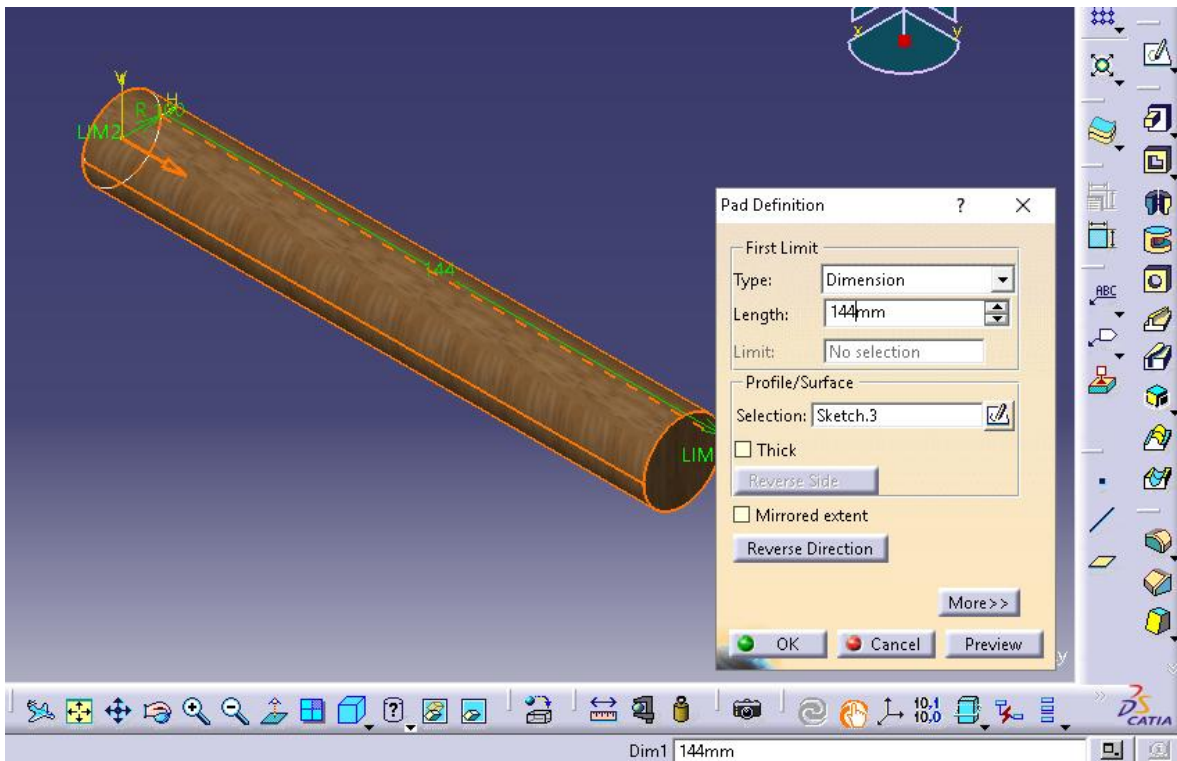 x
y
V
H
LIM2
144
LIM
Pad Definition
?
First Limit
Type:
Dimension
Length:
144mm
Limit:
No selection
Profile/Surface
Selection:
Sketch.3
Thick
Reverse Side
Mirrored extent
Reverse Direction
More>>
OK
Cancel
Preview
y
ABC
?
10,1
10,0
CATIA
Dim1
144mm